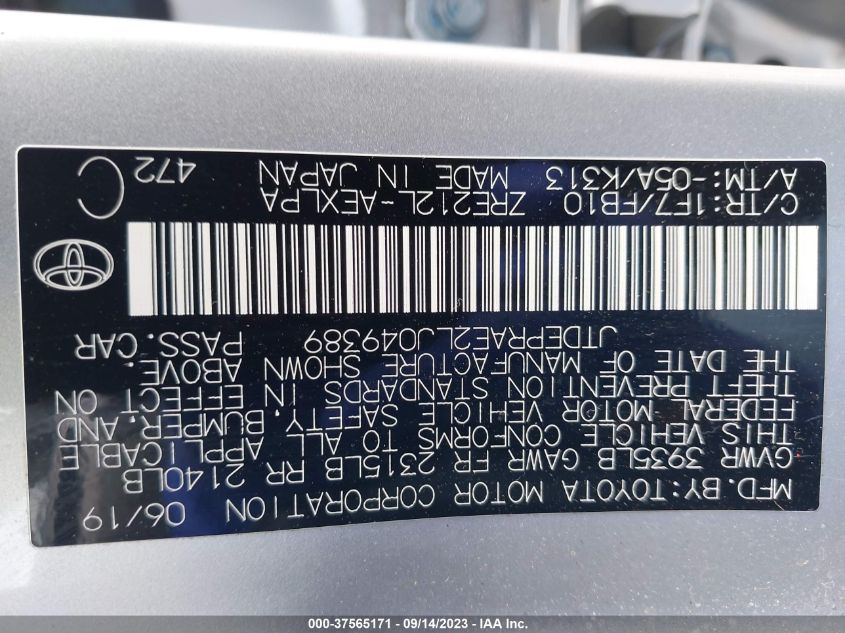 MFD. BY: TOYOTA MOTOR CORPORATION 06/19
GVWR 3935LB GAWR FR 2315LB RR 2140LB
THIS VEHICLE CONFORMS TO ALL APPLICABLE
FEDERAL MOTOR VEHICLE SAFETY, BUMPER, AND
THEFT PREVENTION STANDARDS IN EFFECT ON
THE DATE OF MANUFACTURE SHOWN ABOVE.
JTDEPRAE2LJ049389 PASS. CAR
C/TR: 1F7/FB10 ZRE212L-AEXLPA C
A/TM: -05A/K313 MADE IN JAPAN 472
000-37565171 - 09/14/2023 - IAA Inc.